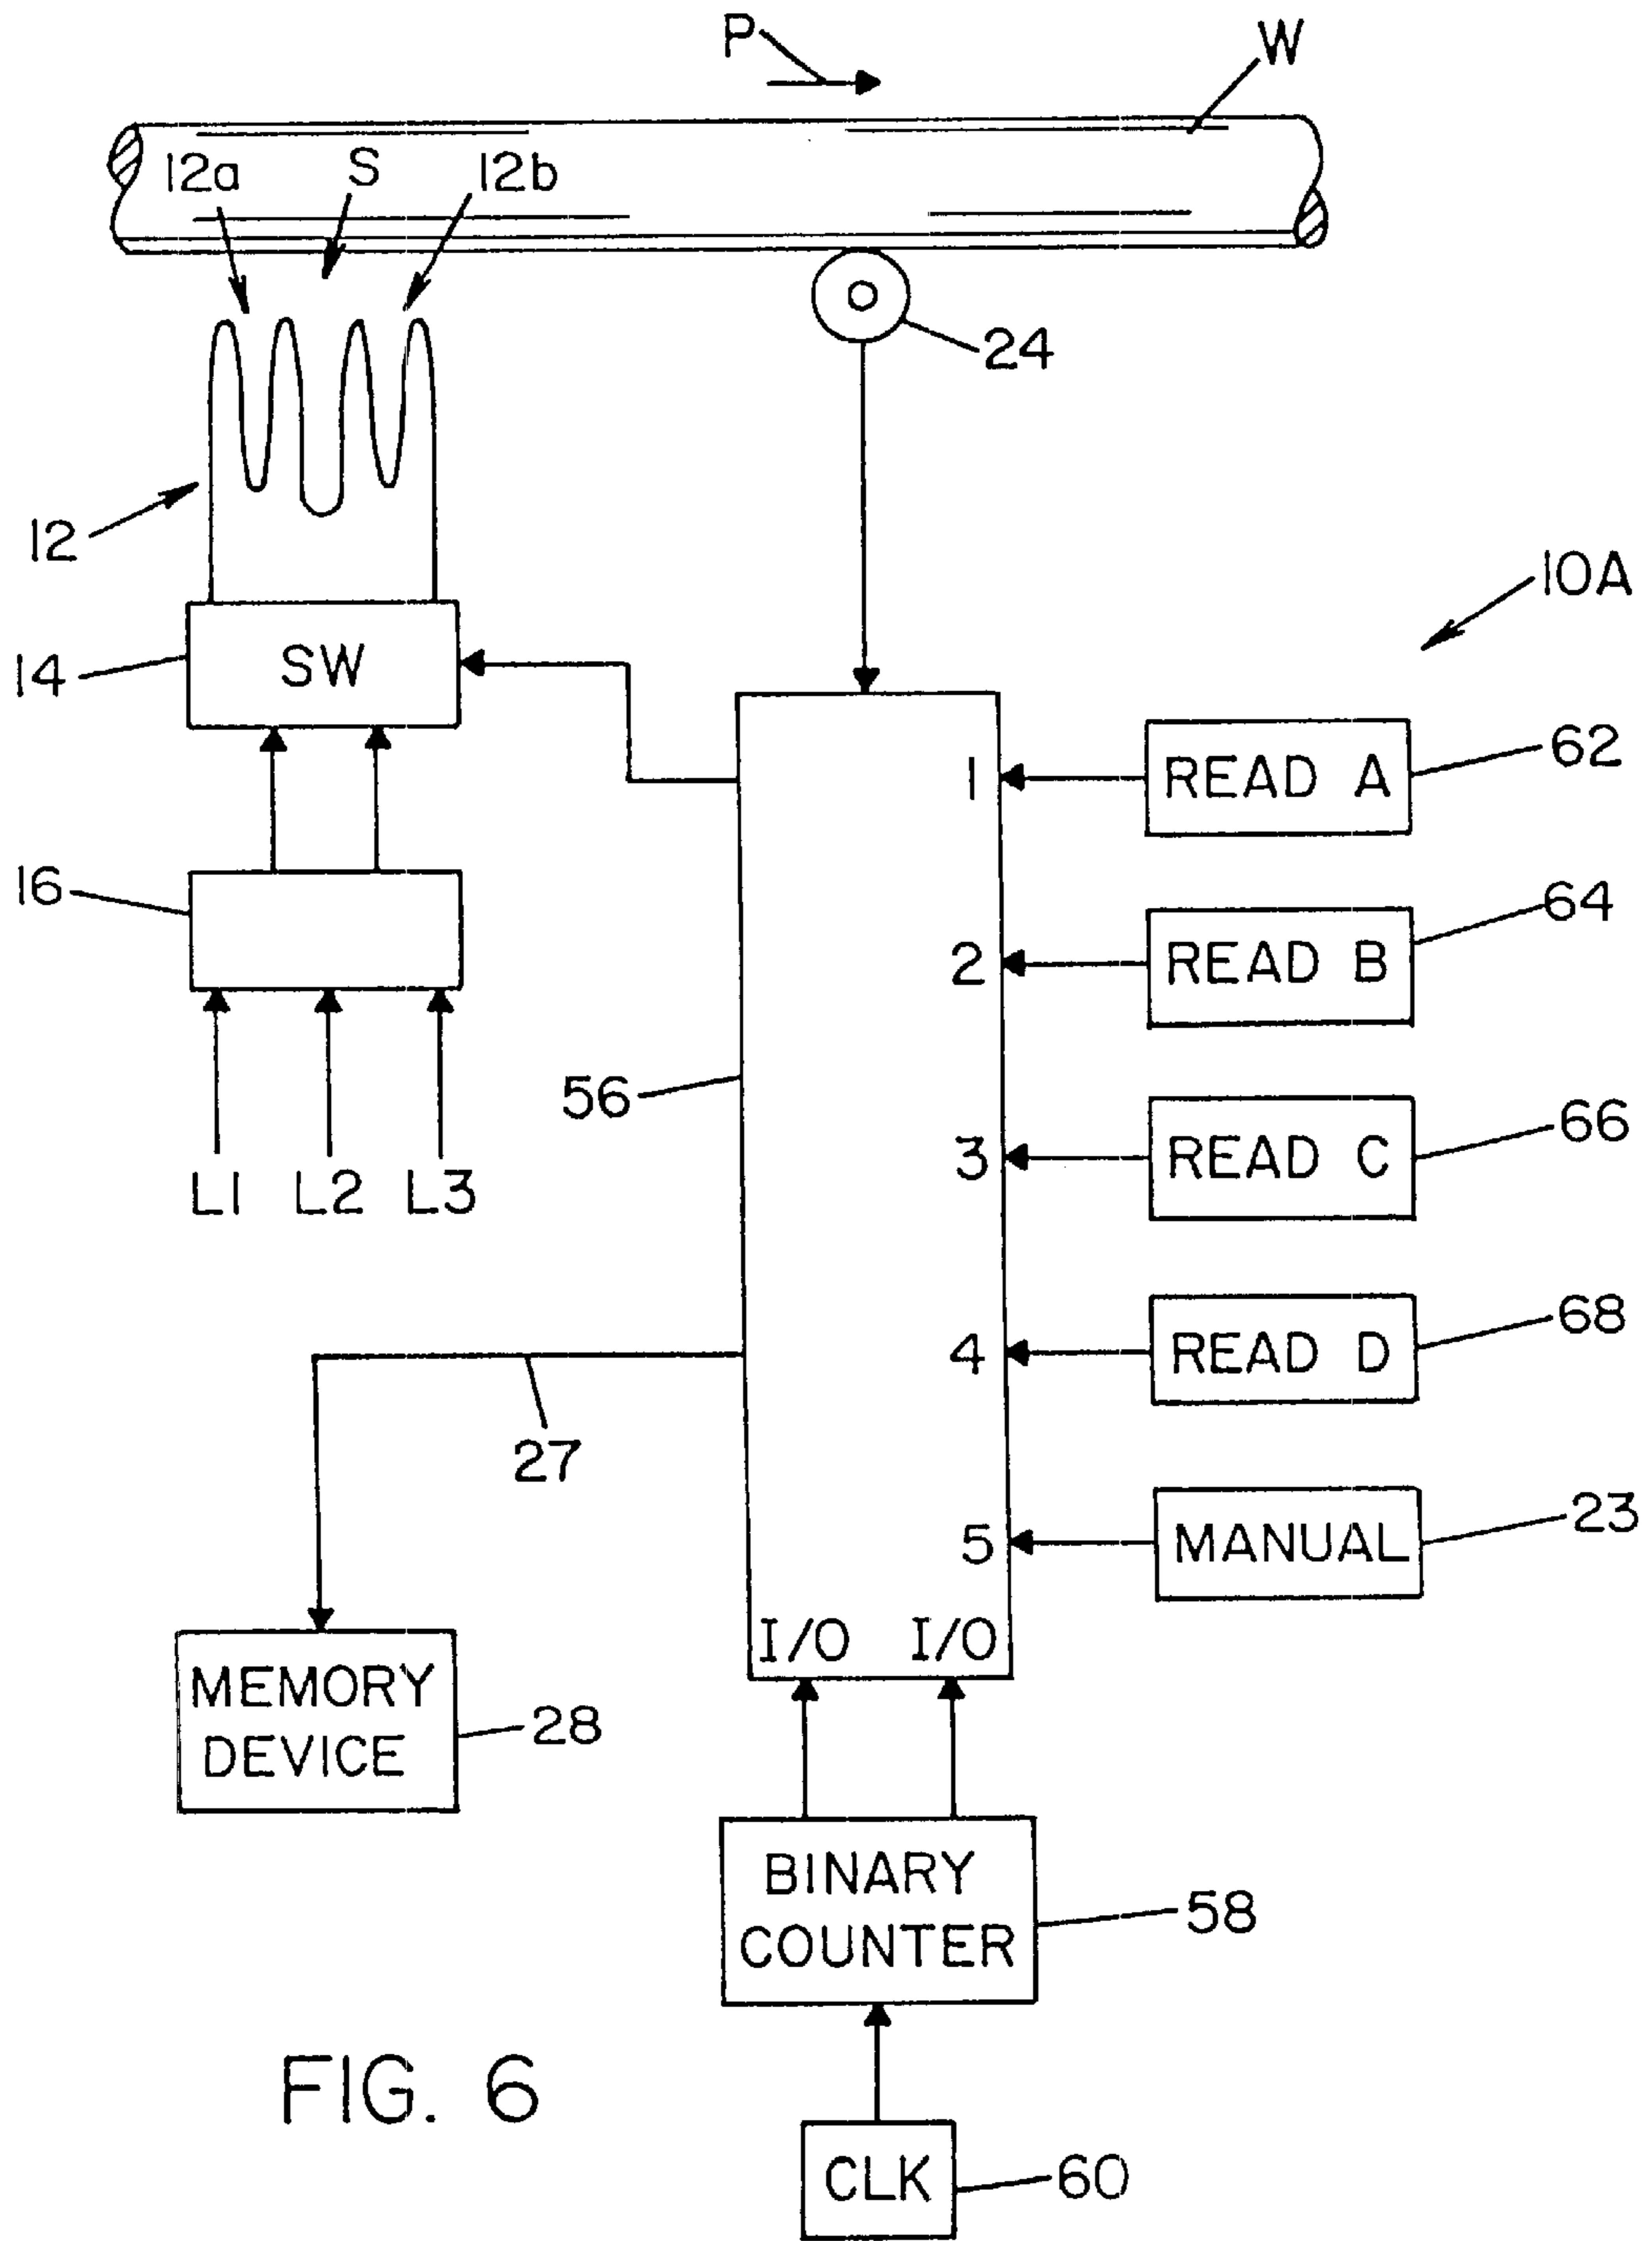 P
W
12a
S
12b
24
12
10A
14
SW
1
READ A
62
16
2
READ B
64
56
3
READ C
66
L1 L2 L3
4
READ D
68
27
5
MANUAL
23
I/O I/O
MEMORY
DEVICE
28
BINARY
COUNTER
58
FIG. 6
CLK
60